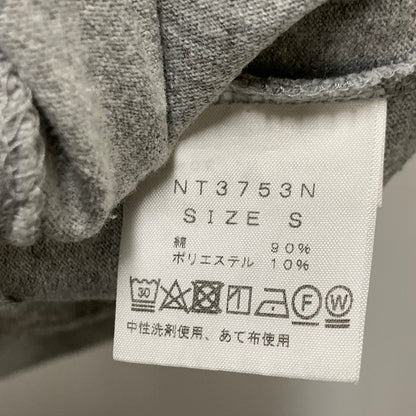 NT3753N
SIZE S
綿 90%
ポリエステル 10%
30 F W
中性洗剤使用、あて布使用